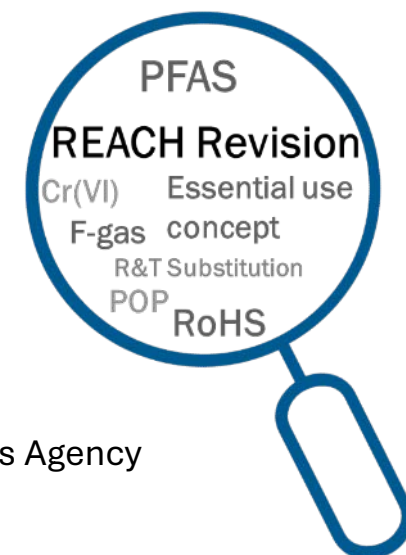 PFAS
REACH Revision
Cr(VI) Essential use
F-gas concept
R&T Substitution
POP
RoHS
s Agency